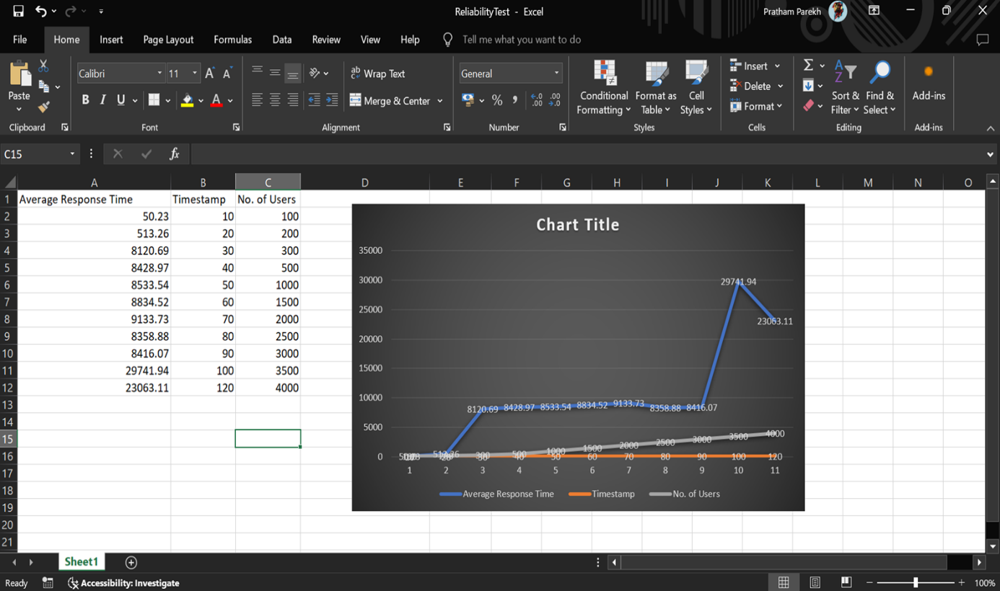 ReliabilityTest - Excel
Pratham Parekh
File Home Insert Page Layout Formulas Data Review View Help Tell me what you want to do
Paste
Calibri 11
B I U
ab Wrap Text
Merge & Center
General
% , .00
Conditional Formatting
Format as Table
Cell Styles
Insert
Delete
Format
Sort & Filter
Find & Select
Add-ins
Clipboard Font Alignment Number Styles Cells Editing Add-ins
C15 fx
A B C D E F G H I J K L M N O
1 Average Response Time Timestamp No. of Users
2 50.23 10 100
3 513.26 20 200
4 8120.69 30 300
5 8428.97 40 500
6 8533.54 50 1000
7 8834.52 60 1500
8 9133.73 70 2000
9 8358.88 80 2500
10 8416.07 90 3000
11 29741.94 100 3500
12 23063.11 120 4000
13
14
15
16
17
18
19
20
21
Chart Title
35000
30000
25000
20000
15000
10000
5000
0
29741.94
23063.11
8120.69 8428.97 8533.54 8834.52 9133.73 8358.88 8416.07
513.26 300 500 1000 1500 2000 2500 3000 3500 4000
40 50 60 70 80 90 100 120
1 2 3 4 5 6 7 8 9 10 11
Average Response Time Timestamp No. of Users
Sheet1
Ready Accessibility: Investigate 100%